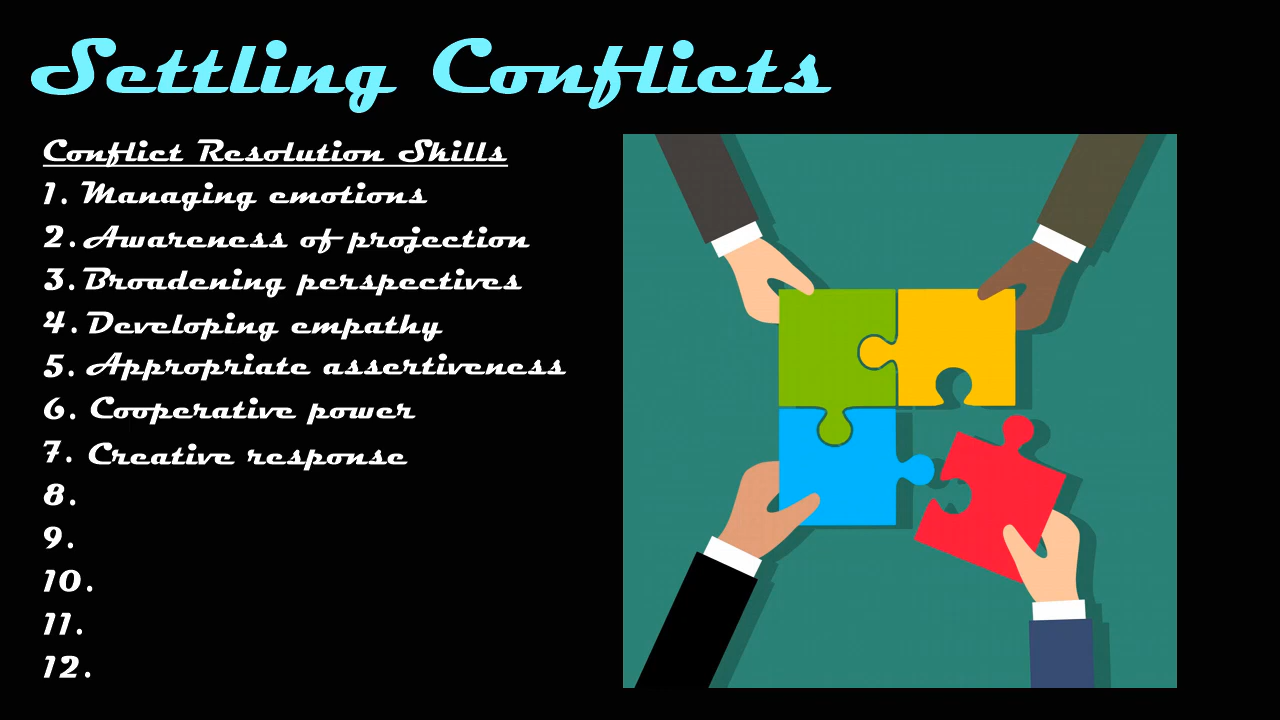 Settling Conflicts
Conflict Resolution Skills
1. Managing emotions
2. Awareness of projection
3. Broadening perspectives
4. Developing empathy
5. Appropriate assertiveness
6. Cooperative power
7. Creative response
8.
9.
10.
11.
12.